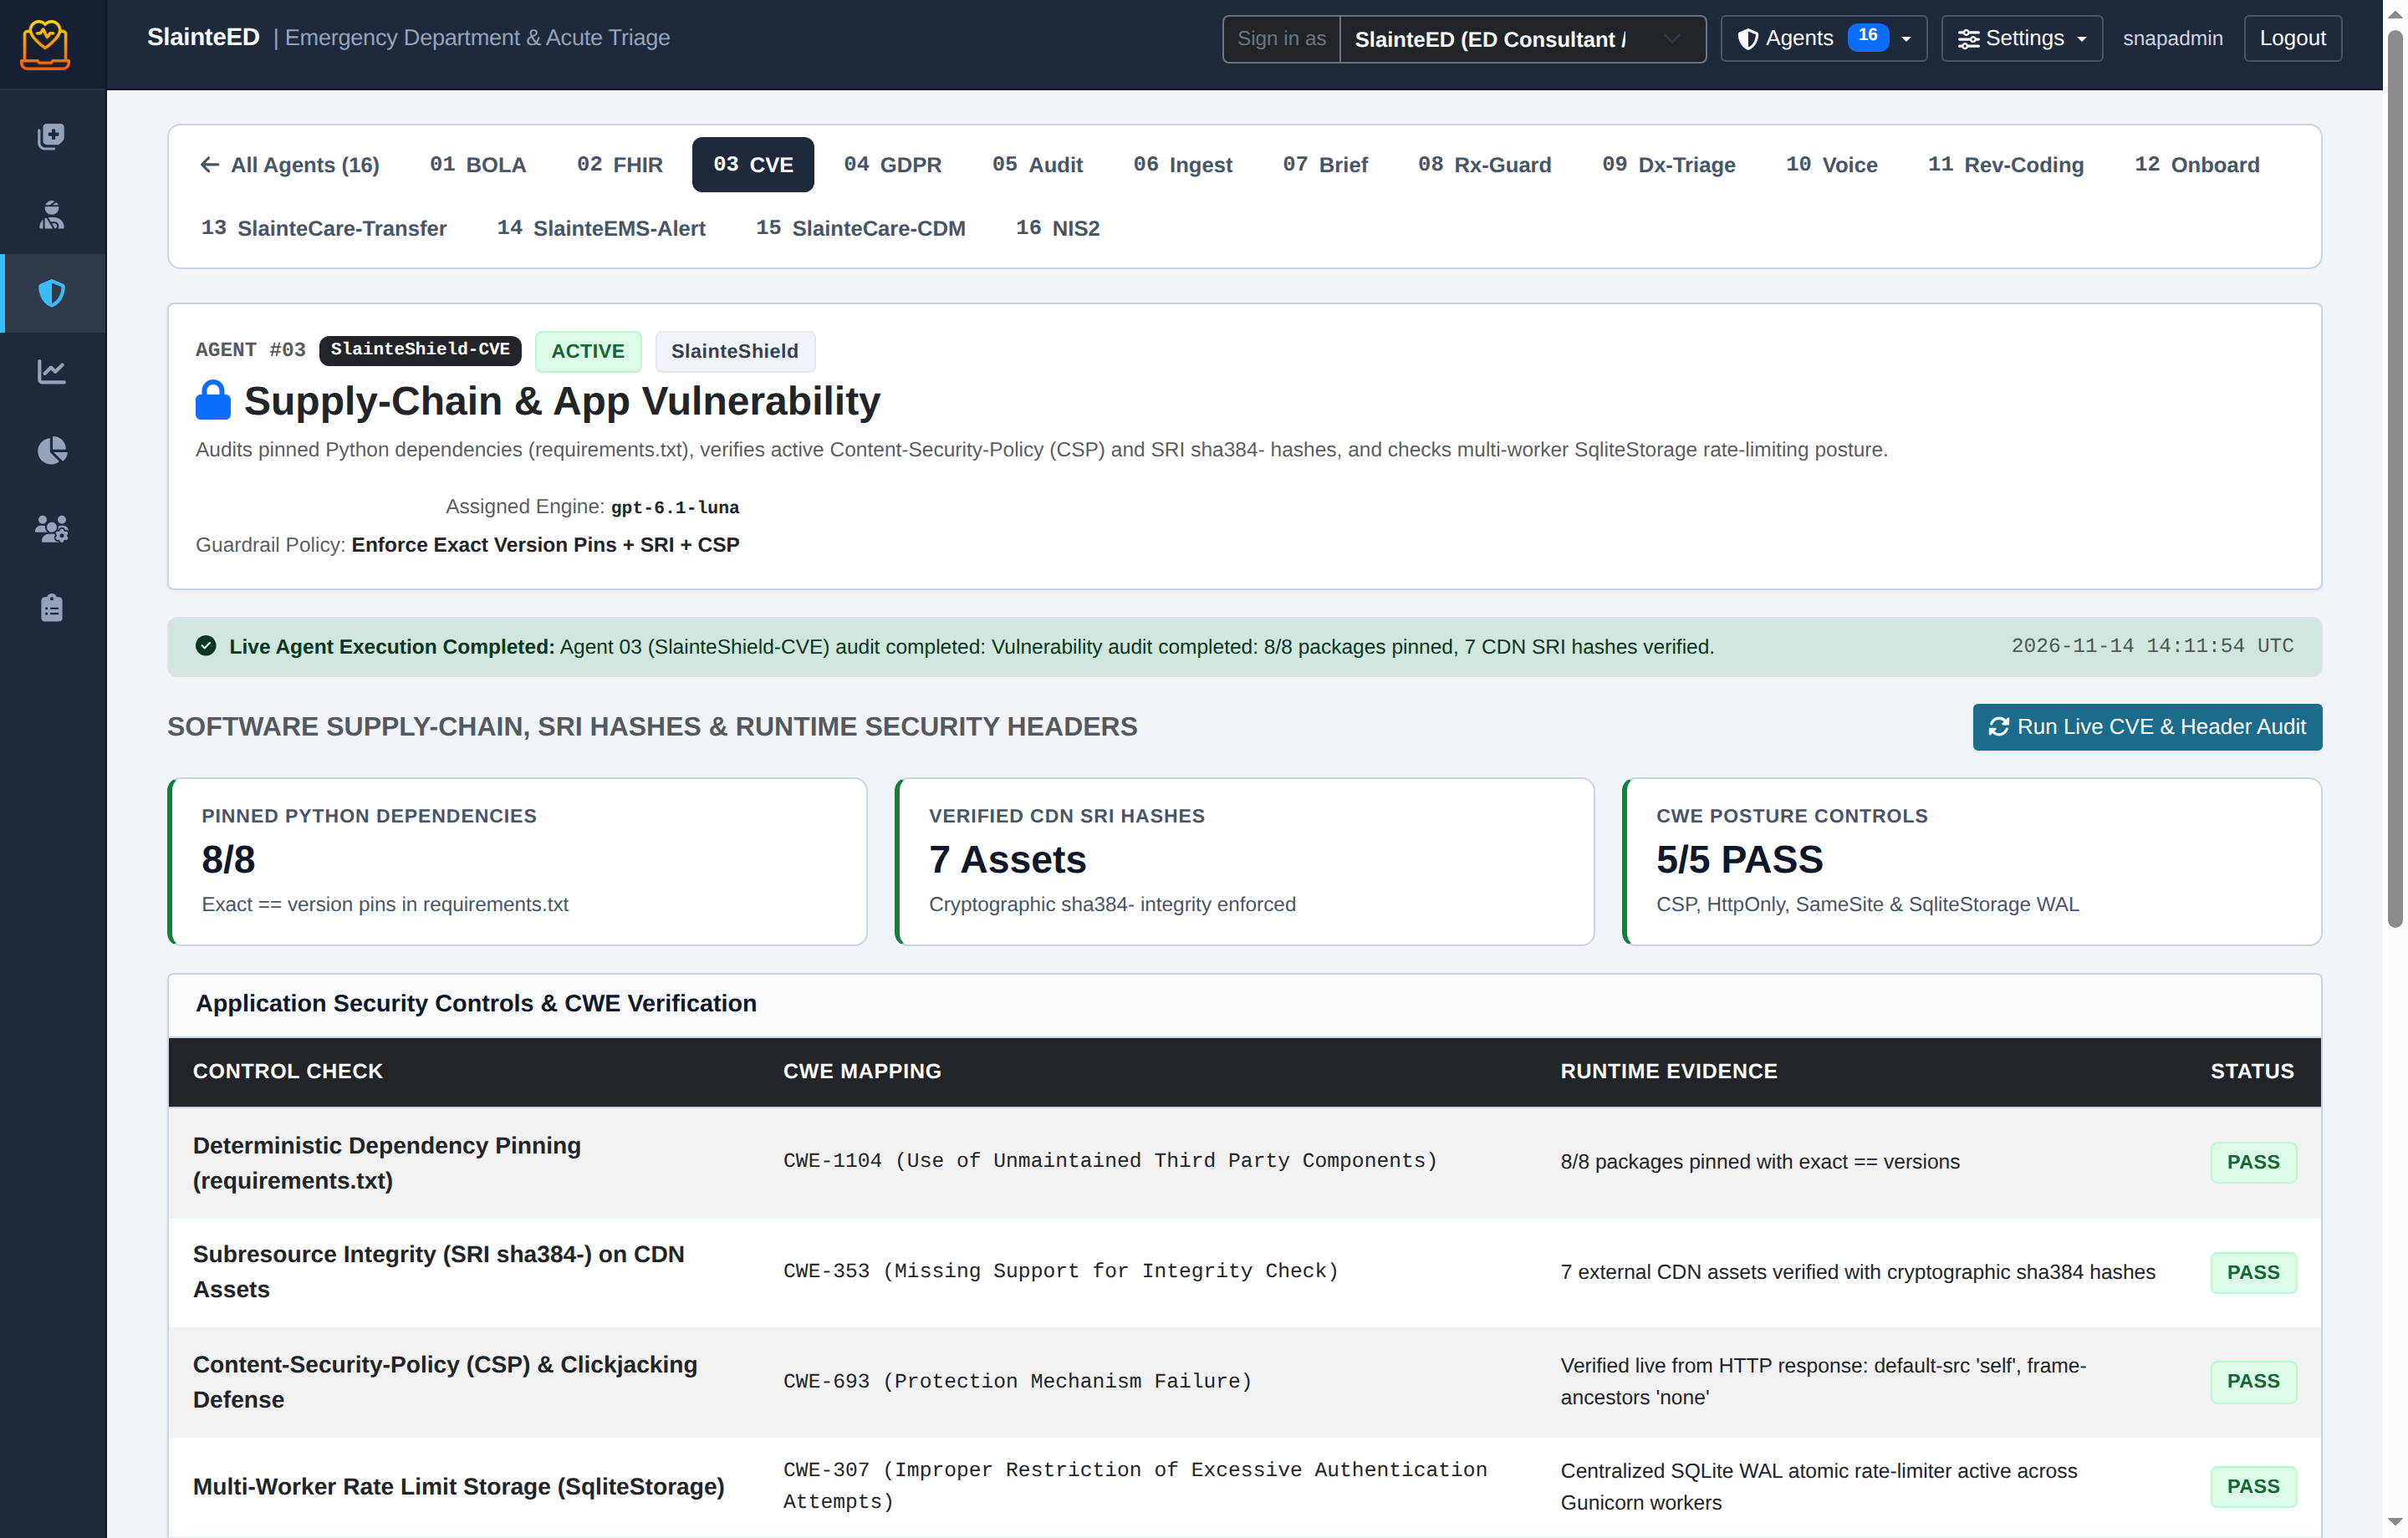 SlainteED | Emergency Department & Acute Triage
Sign in as SlainteED (ED Consultant / Agents 16 Settings snapadmin Logout
All Agents (16) 01 BOLA 02 FHIR 03 CVE 04 GDPR 05 Audit 06 Ingest 07 Brief 08 Rx-Guard 09 Dx-Triage 10 Voice 11 Rev-Coding 12 Onboard
13 SlainteCare-Transfer 14 SlainteEMS-Alert 15 SlainteCare-CDM 16 NIS2
AGENT #03 SlainteShield-CVE ACTIVE SlainteShield
Supply-Chain & App Vulnerability
Audits pinned Python dependencies (requirements.txt), verifies active Content-Security-Policy (CSP) and SRI sha384- hashes, and checks multi-worker SqliteStorage rate-limiting posture.
Assigned Engine: gpt-6.1-luna
Guardrail Policy: Enforce Exact Version Pins + SRI + CSP
Live Agent Execution Completed: Agent 03 (SlainteShield-CVE) audit completed: Vulnerability audit completed: 8/8 packages pinned, 7 CDN SRI hashes verified. 2026-11-14 14:11:54 UTC
SOFTWARE SUPPLY-CHAIN, SRI HASHES & RUNTIME SECURITY HEADERS
Run Live CVE & Header Audit
PINNED PYTHON DEPENDENCIES
8/8
Exact == version pins in requirements.txt
VERIFIED CDN SRI HASHES
7 Assets
Cryptographic sha384- integrity enforced
CWE POSTURE CONTROLS
5/5 PASS
CSP, HttpOnly, SameSite & SqliteStorage WAL
Application Security Controls & CWE Verification
CONTROL CHECK CWE MAPPING RUNTIME EVIDENCE STATUS
Deterministic Dependency Pinning
(requirements.txt)
CWE-1104 (Use of Unmaintained Third Party Components)
8/8 packages pinned with exact == versions
PASS
Subresource Integrity (SRI sha384-) on CDN
Assets
CWE-353 (Missing Support for Integrity Check)
7 external CDN assets verified with cryptographic sha384 hashes
PASS
Content-Security-Policy (CSP) & Clickjacking
Defense
CWE-693 (Protection Mechanism Failure)
Verified live from HTTP response: default-src 'self', frame-
ancestors 'none'
PASS
Multi-Worker Rate Limit Storage (SqliteStorage)
CWE-307 (Improper Restriction of Excessive Authentication
Attempts)
Centralized SQLite WAL atomic rate-limiter active across
Gunicorn workers
PASS